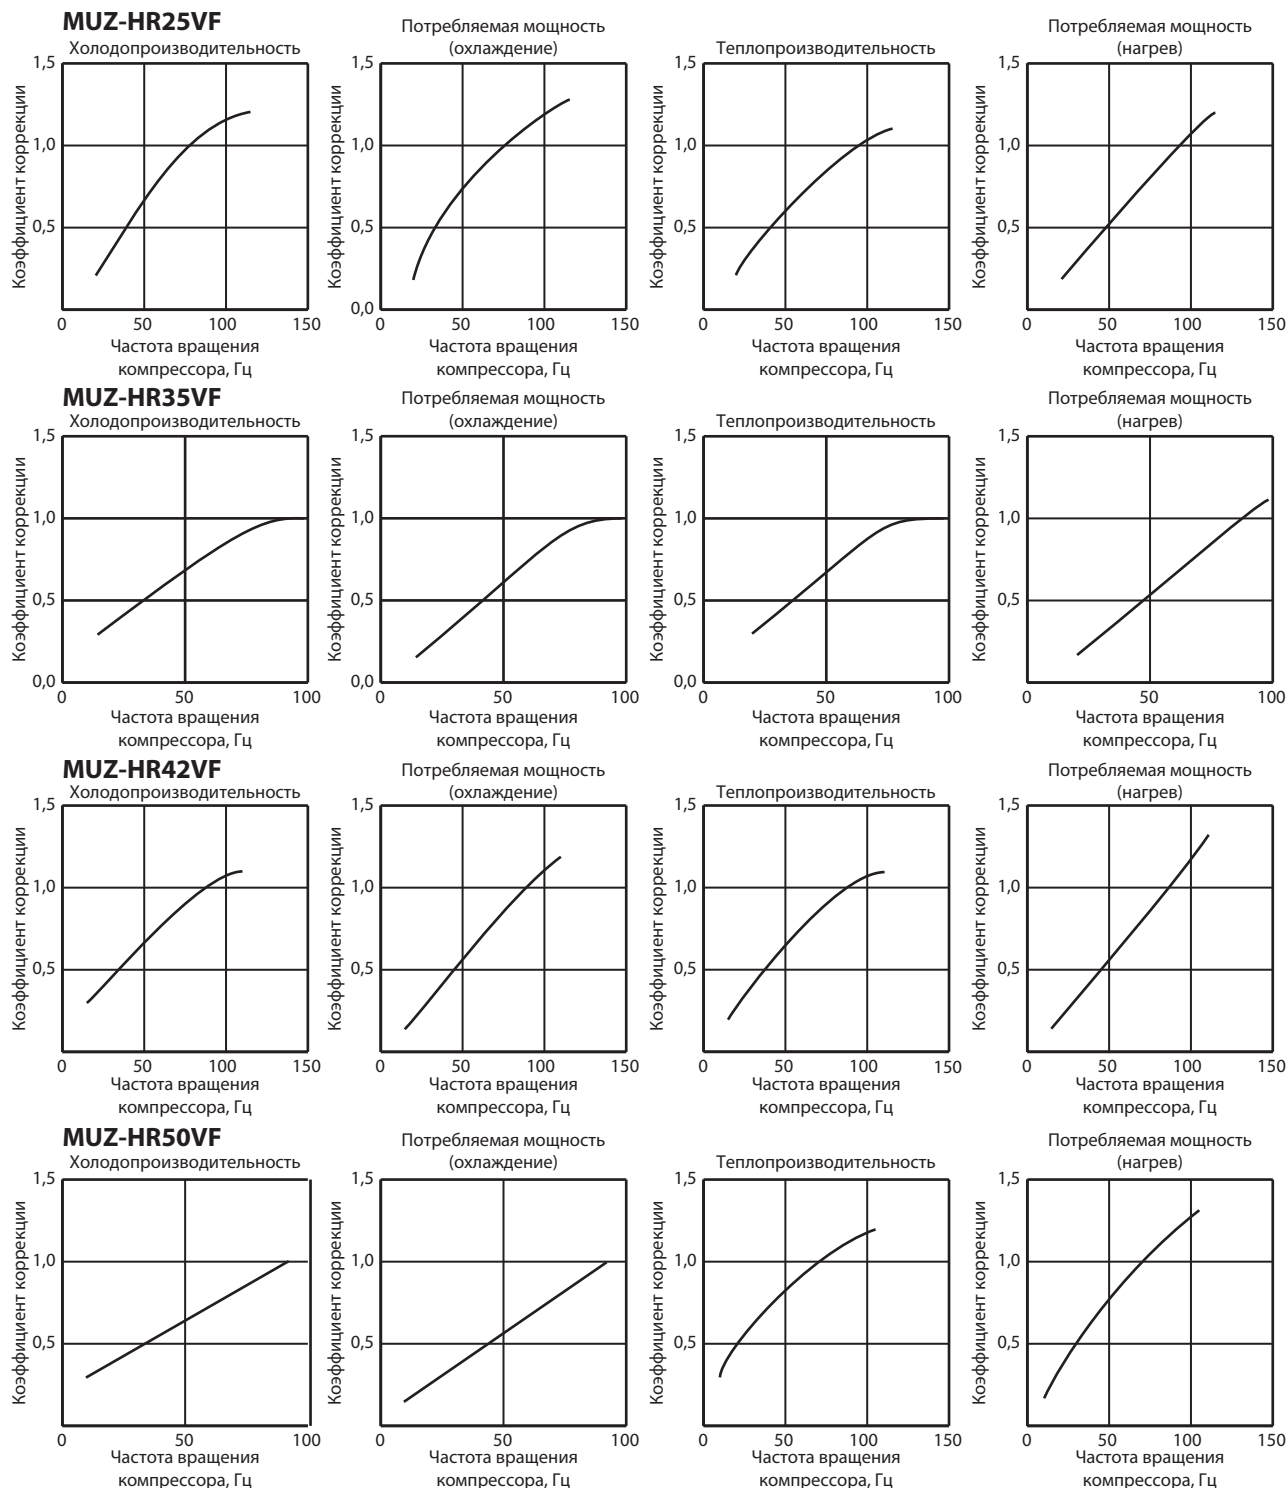 MUZ-HR25VF
Холодопроизводительность
Потребляемая мощность
(охлаждение)
Теплопроизводительность
Потребляемая мощность
(нагрев)
Коэффициент коррекции
1,5
1,0
0,5
0 50 100 150
Частота вращения
компрессора, Гц
Коэффициент коррекции
1,5
1,0
0,5
0,0
0 50 100 150
Частота вращения
компрессора, Гц
Коэффициент коррекции
1,5
1,0
0,5
0 50 100 150
Частота вращения
компрессора, Гц
Коэффициент коррекции
1,5
1,0
0,5
0 50 100 150
Частота вращения
компрессора, Гц
MUZ-HR35VF
Холодопроизводительность
Потребляемая мощность
(охлаждение)
Теплопроизводительность
Потребляемая мощность
(нагрев)
Коэффициент коррекции
1,5
1,0
0,5
0,0
0 50 100
Частота вращения
компрессора, Гц
Коэффициент коррекции
1,5
1,0
0,5
0,0
0 50 100
Частота вращения
компрессора, Гц
Коэффициент коррекции
1,5
1,0
0,5
0,0
0 50 100
Частота вращения
компрессора, Гц
Коэффициент коррекции
1,5
1,0
0,5
0 50 100
Частота вращения
компрессора, Гц
MUZ-HR42VF
Холодопроизводительность
Потребляемая мощность
(охлаждение)
Теплопроизводительность
Потребляемая мощность
(нагрев)
Коэффициент коррекции
1,5
1,0
0,5
0 50 100 150
Частота вращения
компрессора, Гц
Коэффициент коррекции
1,5
1,0
0,5
0 50 100 150
Частота вращения
компрессора, Гц
Коэффициент коррекции
1,5
1,0
0,5
0 50 100 150
Частота вращения
компрессора, Гц
Коэффициент коррекции
1,5
1,0
0,5
0 50 100 150
Частота вращения
компрессора, Гц
MUZ-HR50VF
Холодопроизводительность
Потребляемая мощность
(охлаждение)
Теплопроизводительность
Потребляемая мощность
(нагрев)
Коэффициент коррекции
1,5
1,0
0,5
0 50 100
Частота вращения
компрессора, Гц
Коэффициент коррекции
1,5
1,0
0,5
0 50 100
Частота вращения
компрессора, Гц
Коэффициент коррекции
1,5
1,0
0,5
0 50 100 150
Частота вращения
компрессора, Гц
Коэффициент коррекции
1,5
1,0
0,5
0 50 100 150
Частота вращения
компрессора, Гц